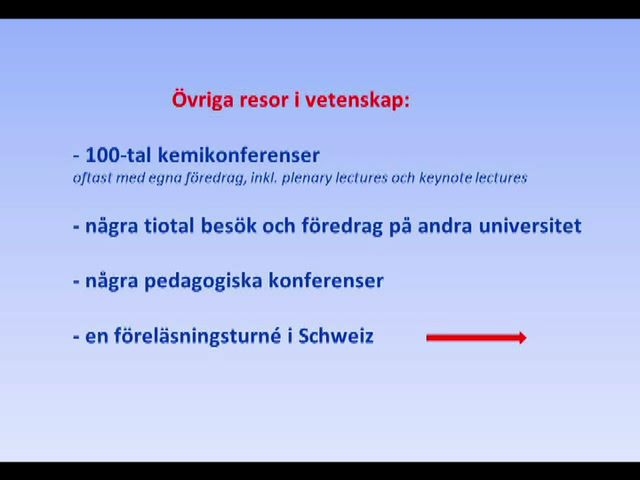 Övriga resor i vetenskap:
- 100-tal kemikonferenser
oftast med egna föredrag, inkl. plenary lectures och keynote lectures
- några tiotal besök och föredrag på andra universitet
- några pedagogiska konferenser
- en föreläsningsturné i Schweiz